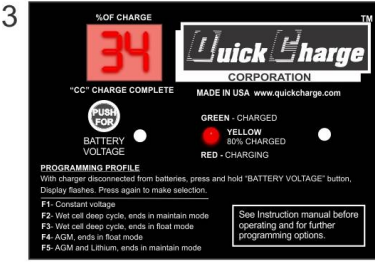 3
%OF CHARGE
TM
34
Quick Charge
CORPORATION
"CC" CHARGE COMPLETE
MADE IN USA www.quickcharge.com
PUSH
FOR
BATTERY
VOLTAGE
GREEN - CHARGED
YELLOW
80% CHARGED
RED - CHARGING
PROGRAMMING PROFILE
With charger disconnected from batteries, press and hold "BATTERY VOLTAGE" button,
Display flashes. Press again to make selection.
F1- Constant voltage
F2- Wet cell deep cycle, ends in maintain mode
F3- Wet cell deep cycle, ends in float mode
F4- AGM, ends in float mode
F5- AGM and Lithium, ends in maintain mode
See Instruction manual before
operating and for further
programming options.